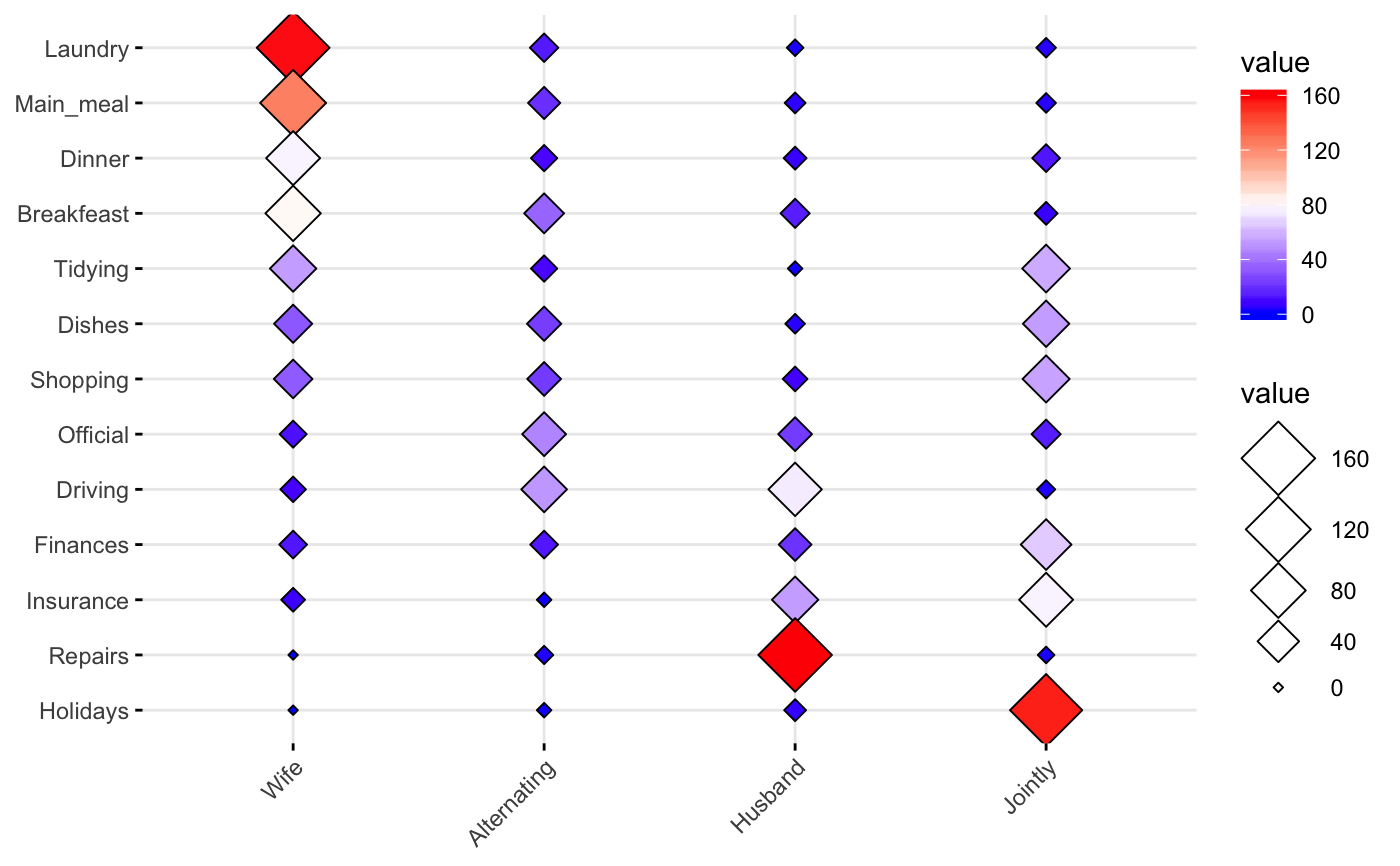 Laundry
Main_meal
Dinner
Breakfeast
Tidying
Dishes
Shopping
Official
Driving
Finances
Insurance
Repairs
Holidays
Wife
Alternating
Husband
Jointly
value
160
120
80
40
0
value
160
120
80
40
0